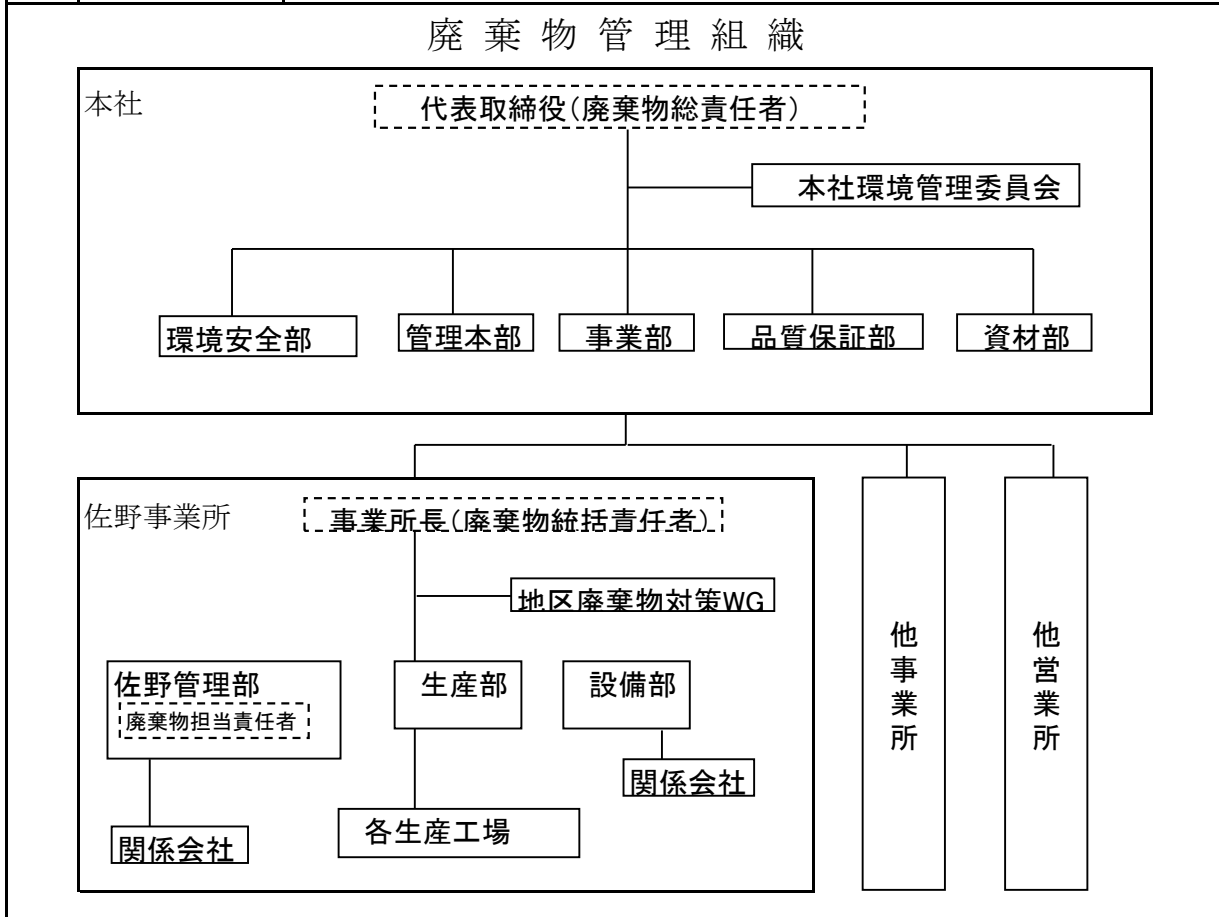 廃棄物管理組織
本社
代表取締役(廃棄物総責任者)
本社環境管理委員会
環境安全部
管理本部
事業部
品質保証部
資材部
佐野事業所
事業所長(廃棄物統括責任者)
地区廃棄物対策WG
佐野管理部
廃棄物担当責任者
生産部
設備部
関係会社
各生産工場
関係会社
他事業所
他営業所